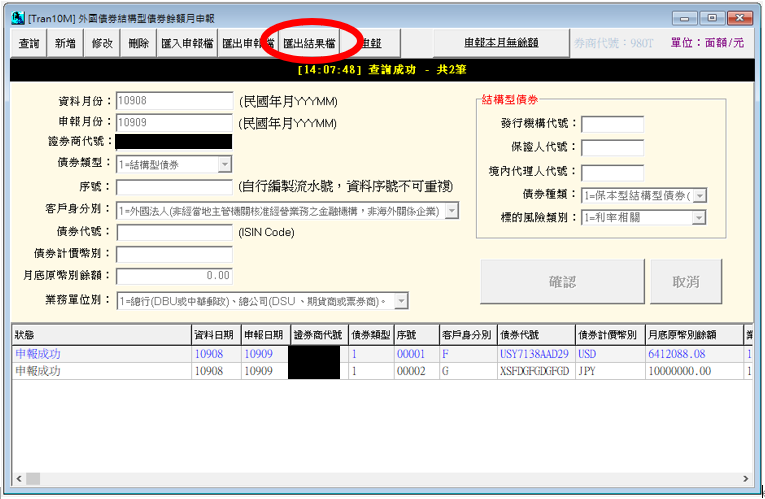 [Tran10M] 外國債券結構型債券餘額月申報
查詢 新增 修改 刪除 匯入申報檔 匯出申報檔 匯出結果檔 申報 申報本月無餘額 券商代號：980T 單位：面額/元
[14:07:48] 查詢成功 - 共2筆
資料月份： 10908 (民國年月YYYMM)
申報月份： 10909 (民國年月YYYMM)
證券商代號：
債券類型： 1=結構型債券
序號： (自行編製流水號，資料序號不可重複)
客戶身分別： 1=外國法人(非經當地主管機關核准經營業務之金融機構，非海外關係企業)
債券代號： (ISIN Code)
債券計價幣別：
月底原幣別餘額： 0.00
業務單位別： 1=總行(DBU或中華郵政)、總公司(DSU 、期貨商或票券商)。
結構型債券
發行機構代號：
保證人代號：
境內代理人代號：
債券種類： 1=保本型結構型債券(
標的風險類別： 1=利率相關
確認 取消
狀態 資料日期 申報日期 證券商代號 債券類型 序號 客戶身分別 債券代號 債券計價幣別 月底原幣別餘額 業
申報成功 10908 10909 1 00001 F USY7138AAD29 USD 6412088.08 1
申報成功 10908 10909 1 00002 G XSFDGFGDGFGD JPY 10000000.00 1